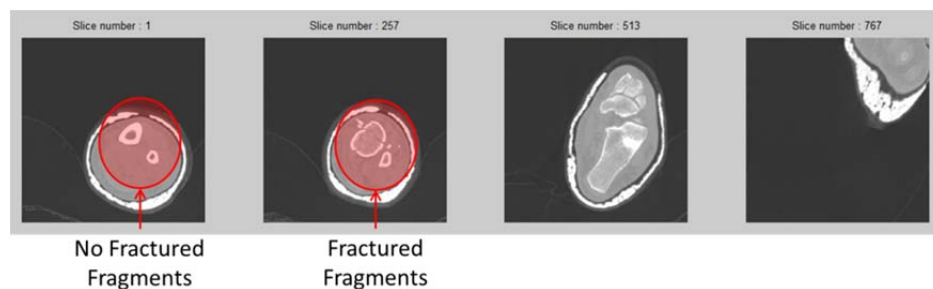 Slice number : 1
Slice number : 257
Slice number : 513
Slice number : 767
No Fractured
Fragments
Fractured
Fragments